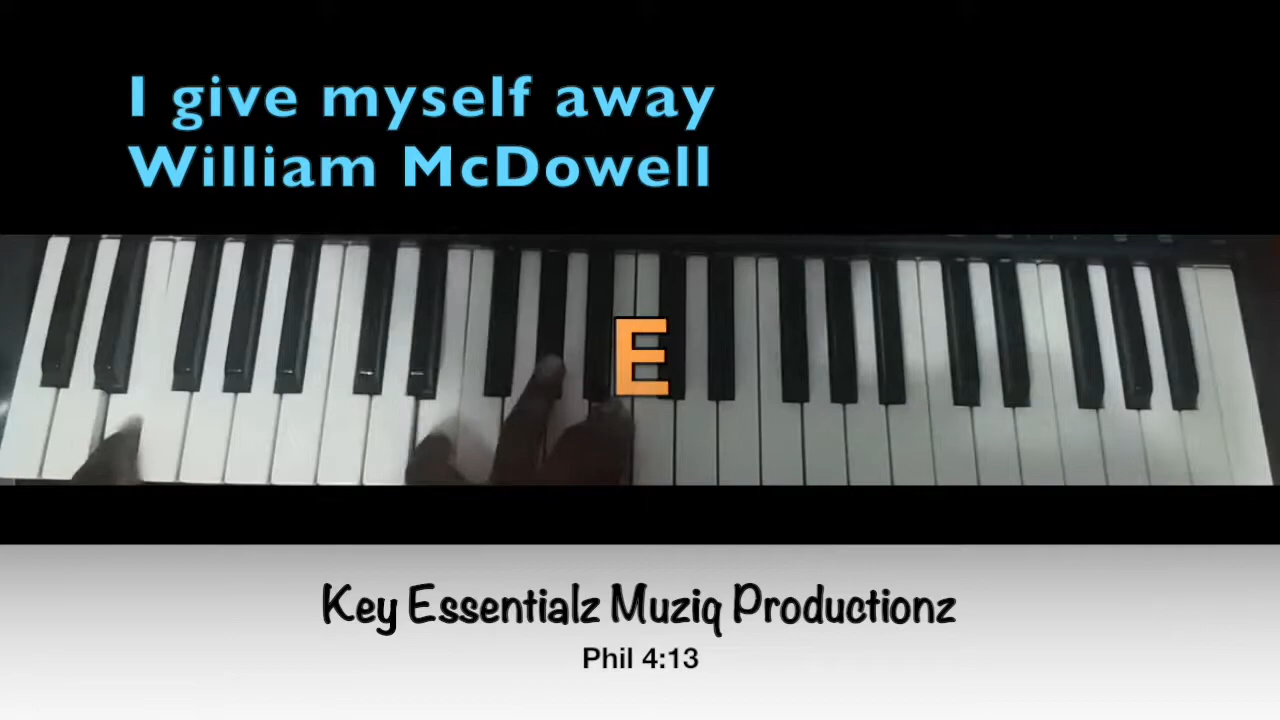 I give myself away
William McDowell
E
Key Essentialz Muziq Productionz
Phil 4:13